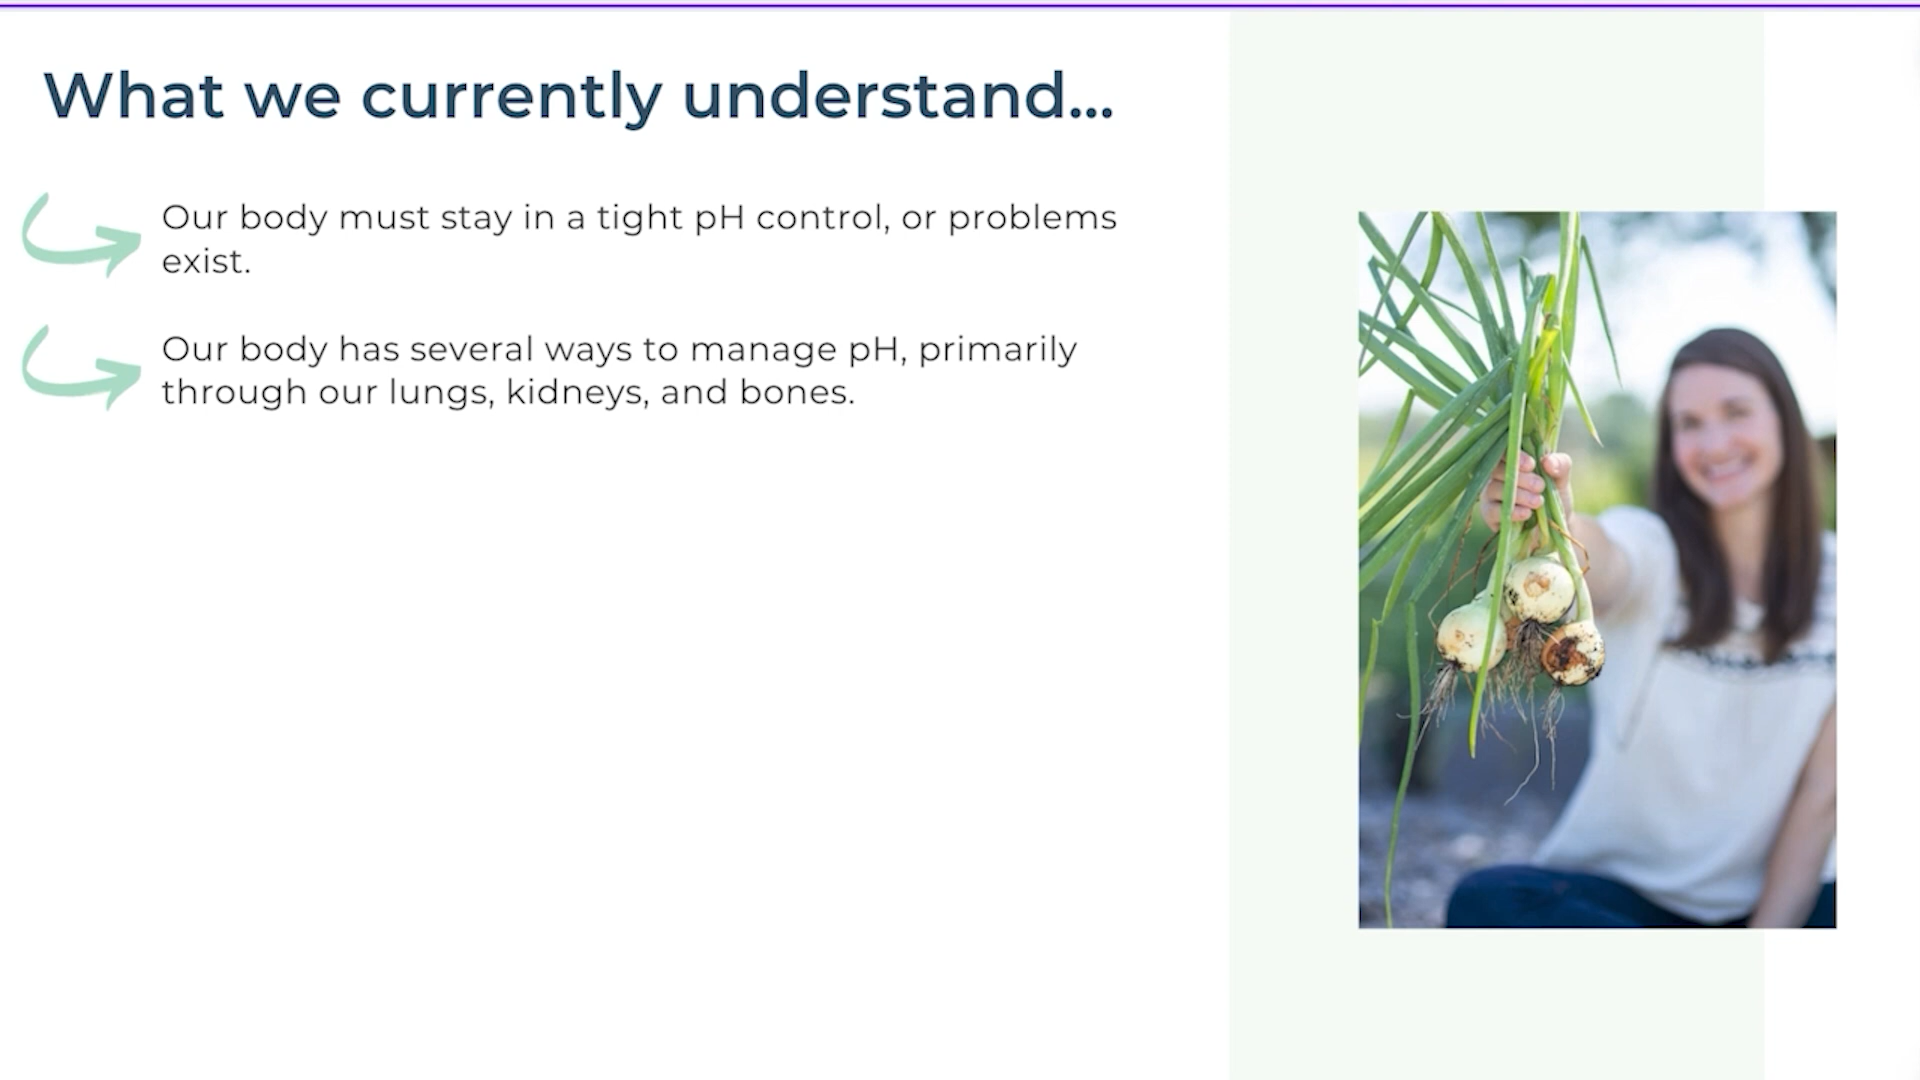 What we currently understand...
Our body must stay in a tight pH control, or problems
exist.
Our body has several ways to manage pH, primarily
through our lungs, kidneys, and bones.